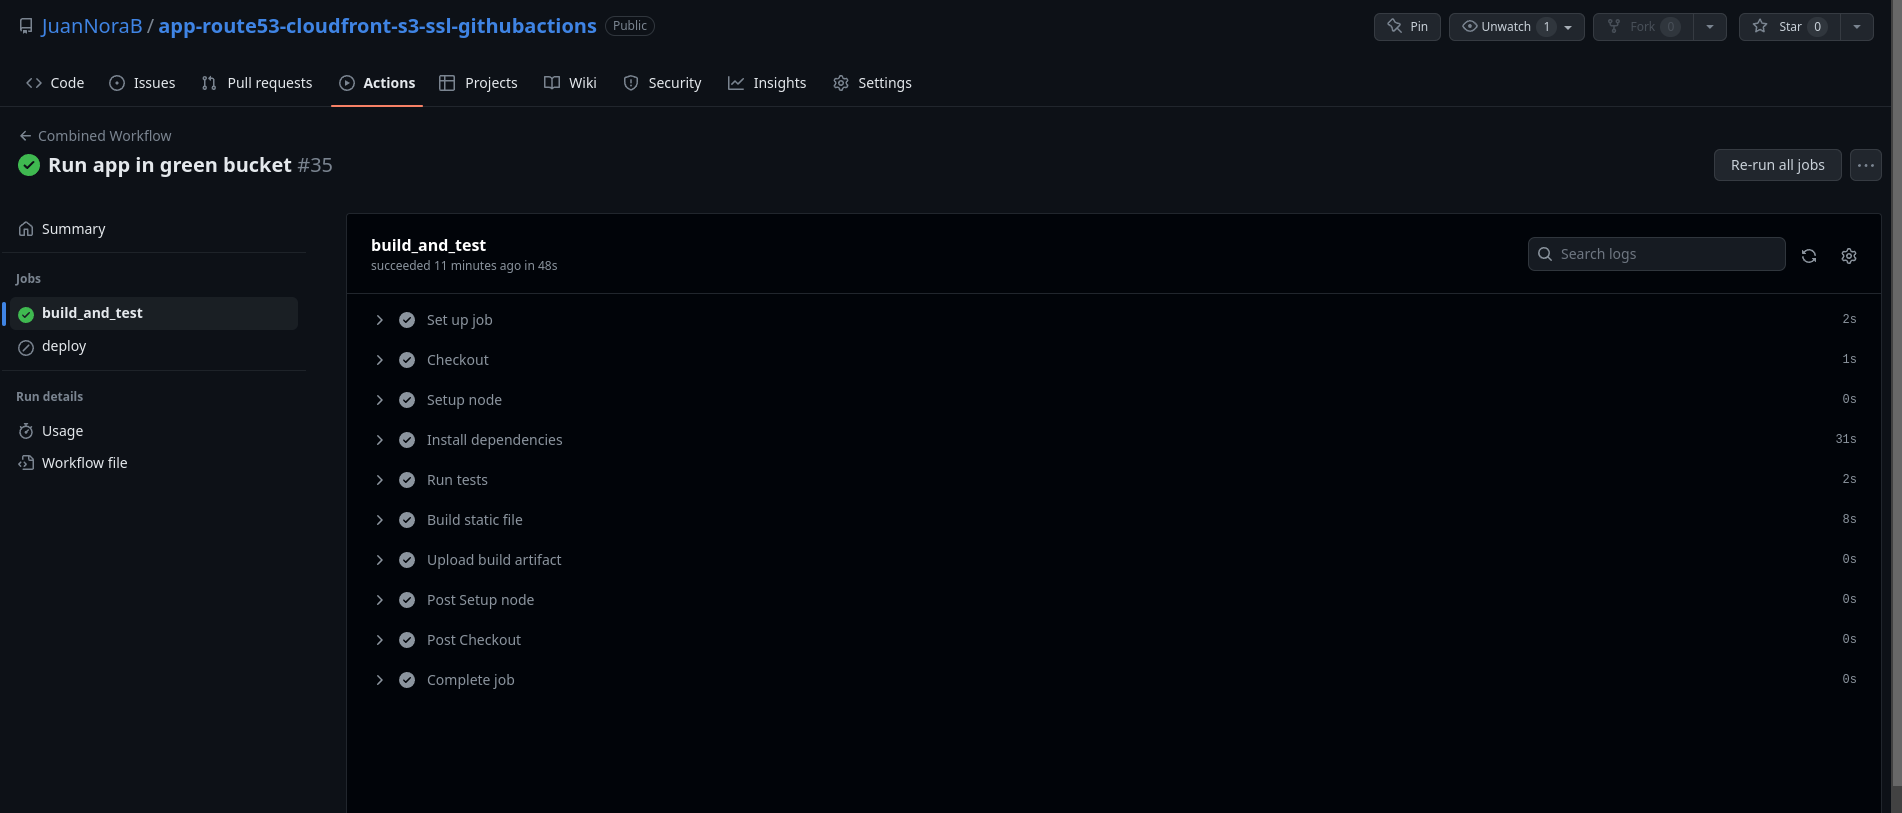 JuanNoraB / app-route53-cloudfront-s3-ssl-githubactions Public Pin Unwatch 1 Fork 0 Star 0
Code Issues Pull requests Actions Projects Wiki Security Insights Settings
Combined Workflow
Run app in green bucket #35
Re-run all jobs
Summary
Jobs
build_and_test
deploy
Run details
Usage
Workflow file
build_and_test
succeeded 11 minutes ago in 48s
Search logs
Set up job 2s
Checkout 1s
Setup node 0s
Install dependencies 31s
Run tests 2s
Build static file 8s
Upload build artifact 0s
Post Setup node 0s
Post Checkout 0s
Complete job 0s